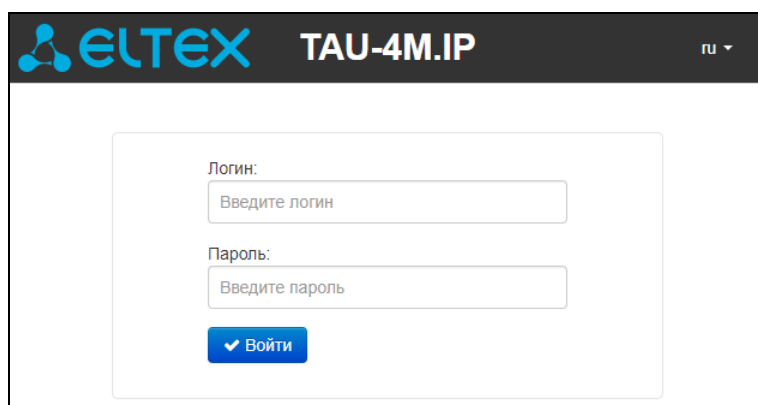 ELTEX TAU-4M.IP ru
Логин:
Введите логин
Пароль:
Введите пароль
Войти